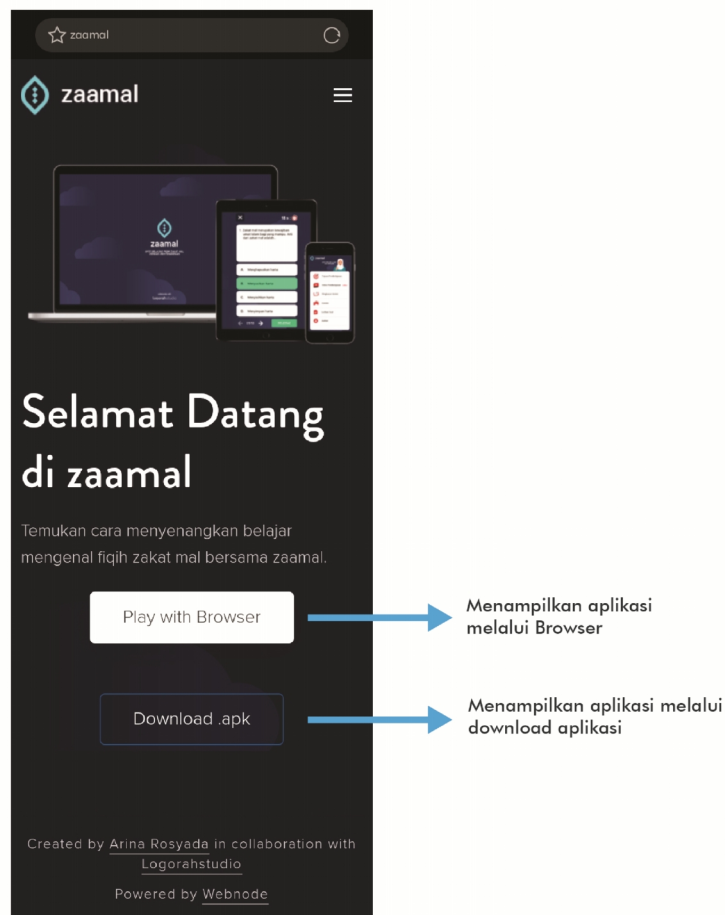 zaamal
zaamal
zaamal
Selamat Datang
di zaamal
Temukan cara menyenangkan belajar
mengenal fiqih zakat mal bersama zaamal.
Play with Browser
Menampilkan aplikasi
melalui Browser
Download .apk
Menampilkan aplikasi melalui
download aplikasi
Created by Arina Rosyada in collaboration with
Logorahstudio
Powered by Webnode